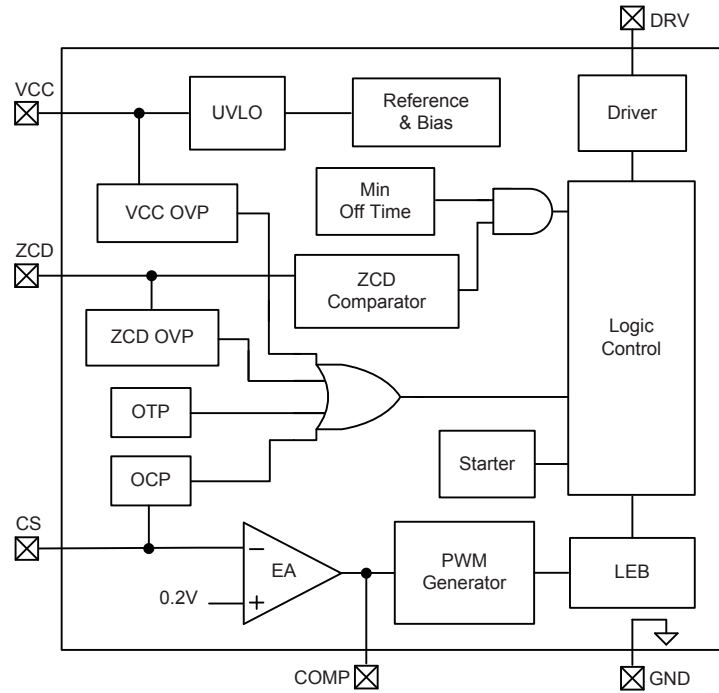 DRV
VCC
UVLO
Reference
& Bias
Driver
Min
Off Time
VCC OVP
ZCD
ZCD
Comparator
ZCD OVP
Logic
Control
OTP
OCP
Starter
CS
EA
PWM
Generator
LEB
0.2V
COMP
GND